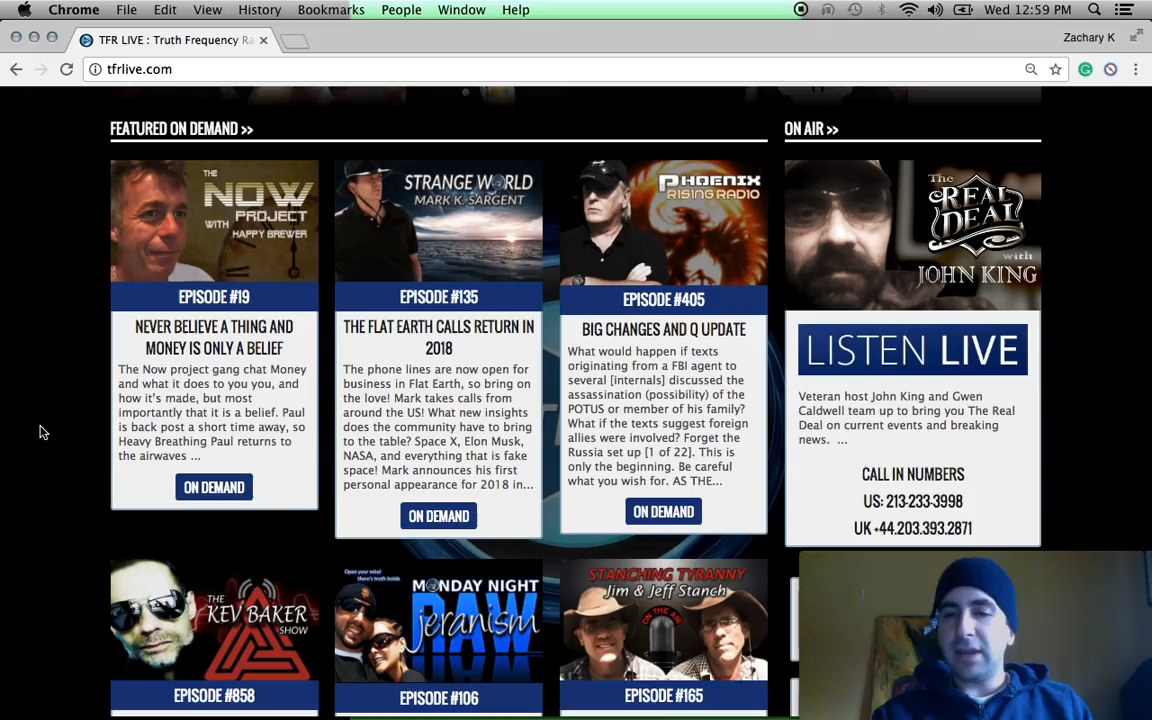 Chrome File Edit View History Bookmarks People Window Help Wed 12:59 PM
TFR LIVE : Truth Frequency Ra Zachary K
tfrlive.com
FEATURED ON DEMAND >>
THE
NOW
PROJECT
WITH HAPPY BREWER
EPISODE #19
NEVER BELIEVE A THING AND
MONEY IS ONLY A BELIEF
The Now project gang chat Money
and what it does to you you, and
how it's made, but most
importantly that it is a belief. Paul
is back post a short time away, so
Heavy Breathing Paul returns to
the airwaves ...
ON DEMAND
STRANGE WORLD
MARK K. SARGENT
EPISODE #135
THE FLAT EARTH CALLS RETURN IN
2018
The phone lines are now open for
business in Flat Earth, so bring on
the love! Mark takes calls from
around the US! What new insights
does the community have to bring
to the table? Space X, Elon Musk,
NASA, and everything that is fake
space! Mark announces his first
personal appearance for 2018 in...
ON DEMAND
PHOENIX
RISING RADIO
EPISODE #405
BIG CHANGES AND Q UPDATE
What would happen if texts
originating from a FBI agent to
several [internals] discussed the
assassination (possibility) of the
POTUS or member of his family?
What if the texts suggest foreign
allies were involved? Forget the
Russia set up [1 of 22]. This is
only the beginning. Be careful
what you wish for. AS THE...
ON DEMAND
ON AIR >>
The
REAL
DEAL
with
JOHN KING
LISTEN LIVE
Veteran host John King and Gwen
Caldwell team up to bring you The Real
Deal on current events and breaking
news. ...
CALL IN NUMBERS
US: 213-233-3998
UK +44.203.393.2871
THE
KEV BAKER
SHOW
EPISODE #858
Open your mind
there's truth inside
MONDAY NIGHT
RAW
jeranism
EPISODE #106
STANCHING TYRANNY
Jim & Jeff Stanch
ON THE AIR
EPISODE #165